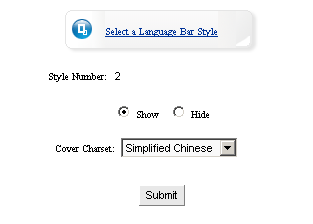 Select a Language Bar Style
Style Number: 2
Show Hide
Cover Charset: Simplified Chinese
Submit